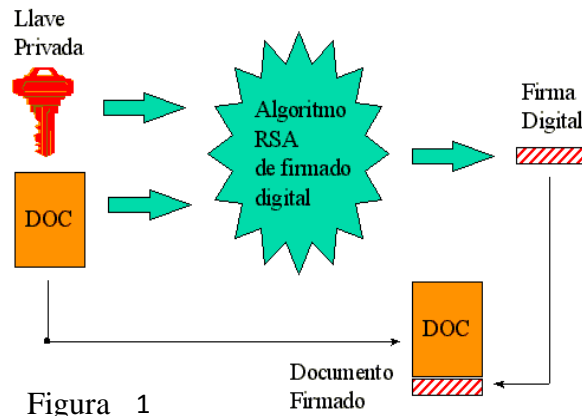 Llave
Privada
Algoritmo
RSA
de firmado
digital
Firma
Digital
DOC
DOC
Documento
Firmado
Figura 1